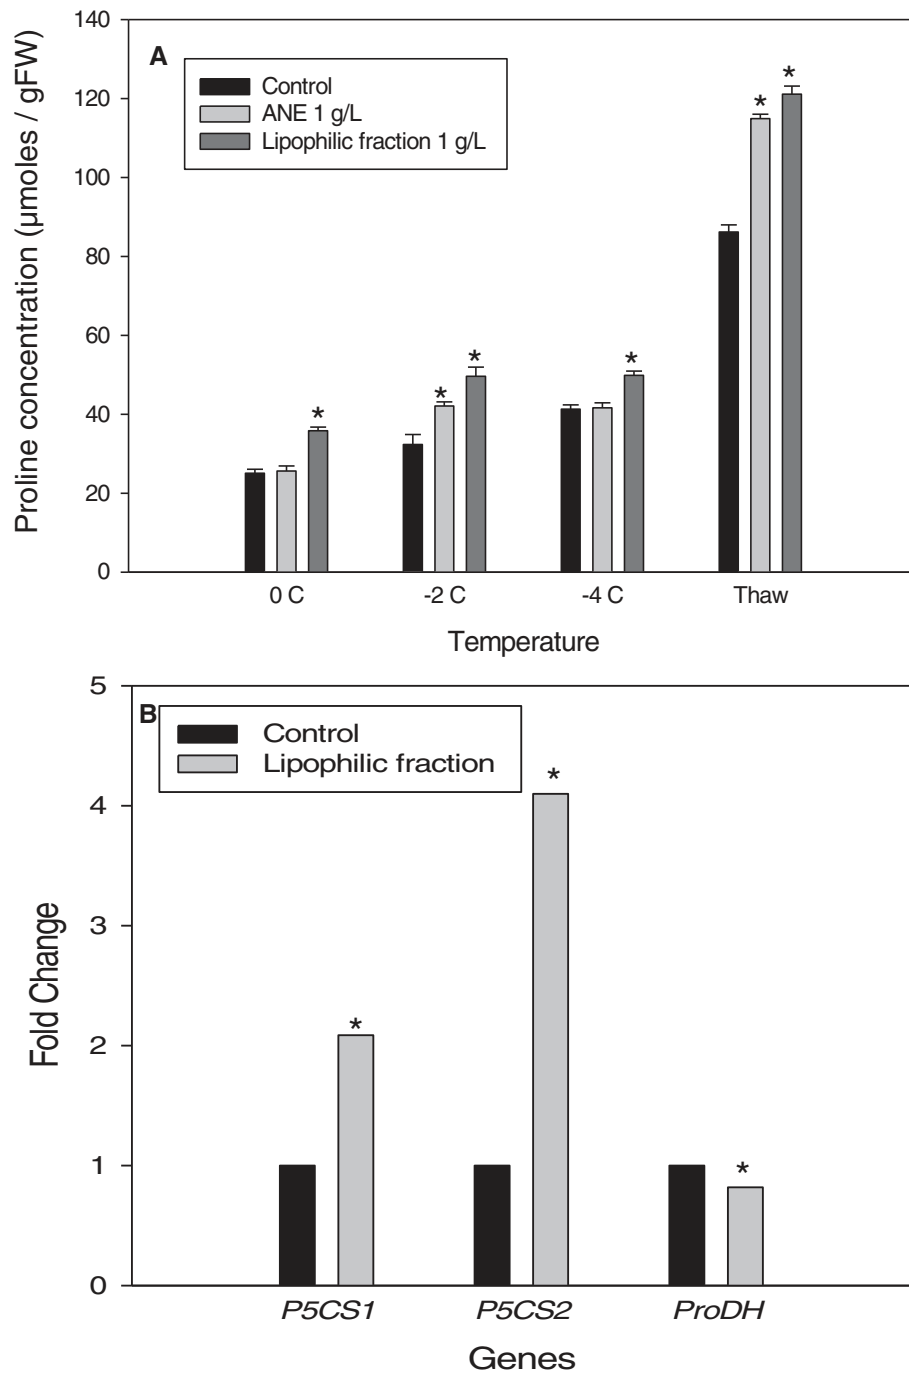 140
120
100
80
60
40
20
0
Proline concentration (µmoles / gFW)
A
Control
ANE 1 g/L
Lipophilic fraction 1 g/L
*
* *
*
* *
0 C -2 C -4 C Thaw
Temperature
5
4
3
2
1
0
Fold Change
B
Control
Lipophilic fraction
*
*
*
P5CS1 P5CS2 ProDH
Genes